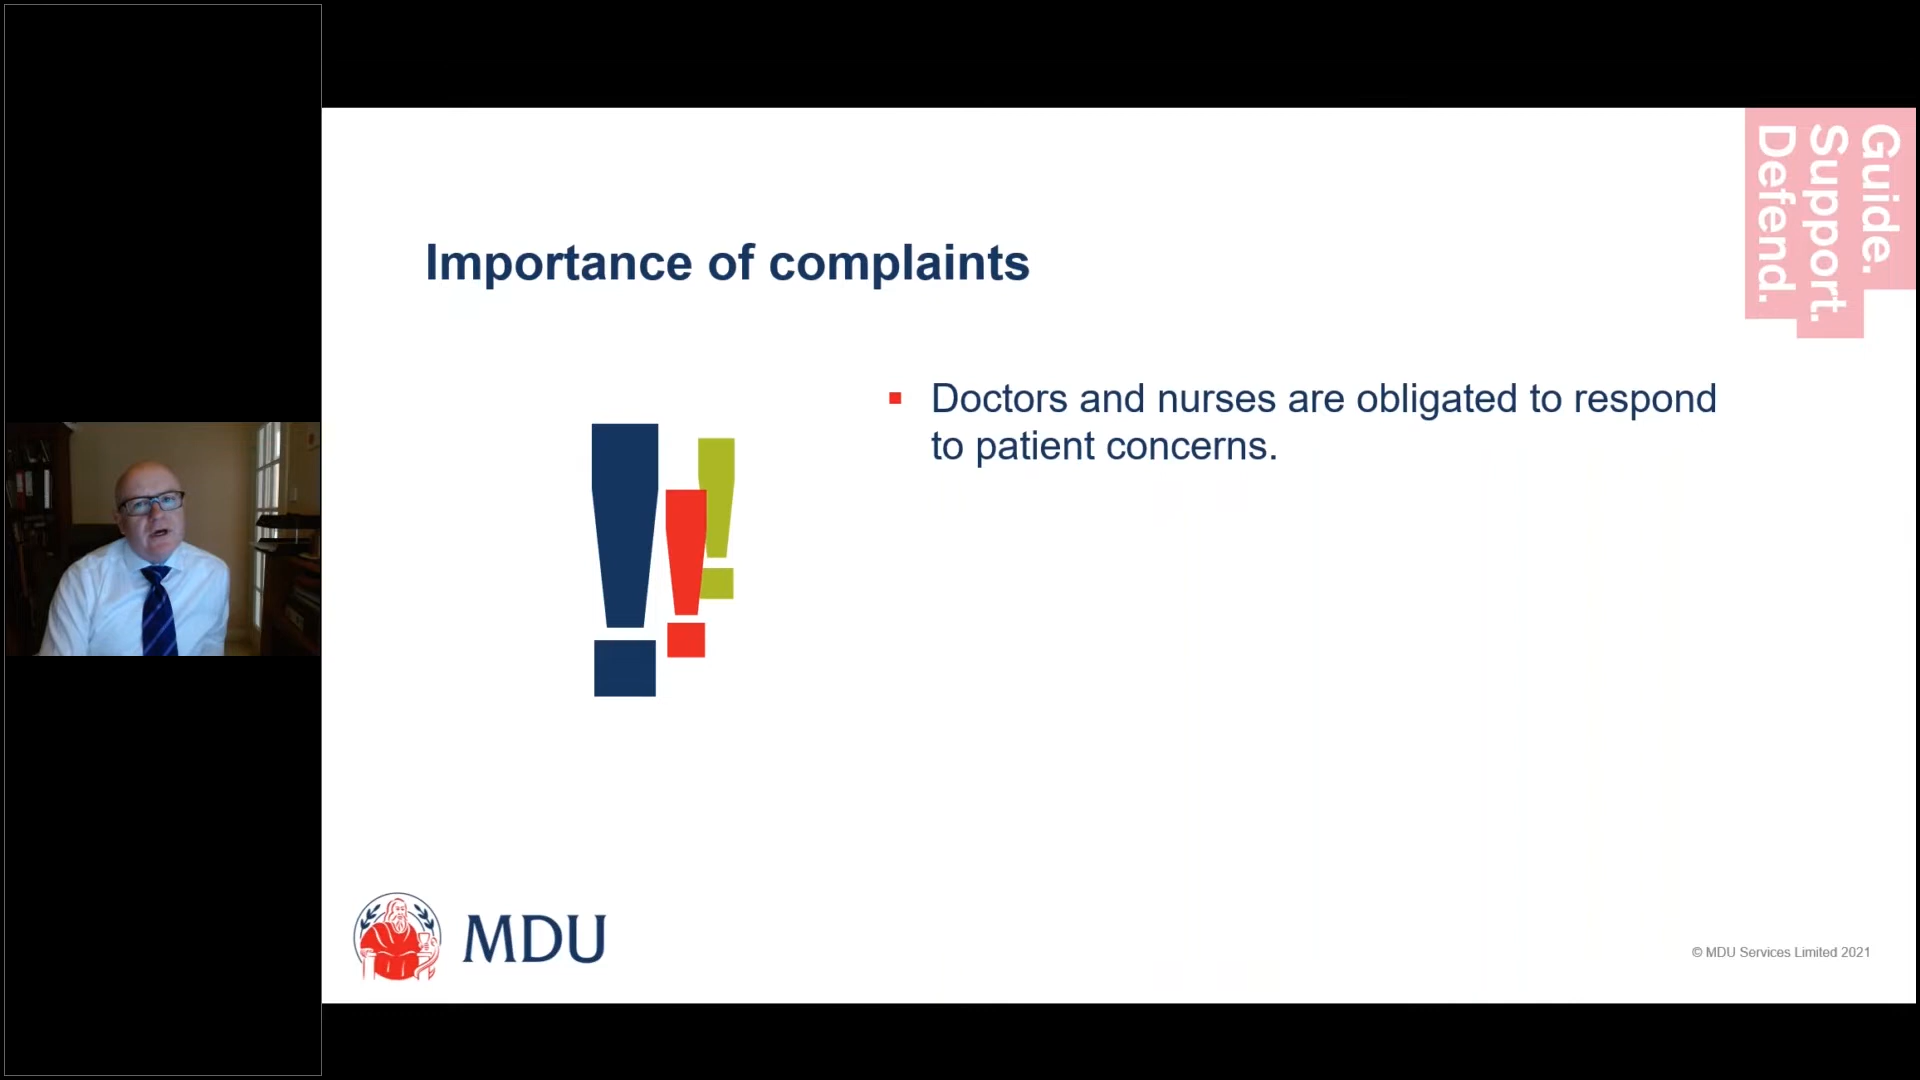 Guide.
Support.
Defend.
Importance of complaints
Doctors and nurses are obligated to respond
to patient concerns.
MDU
© MDU Services Limited 2021